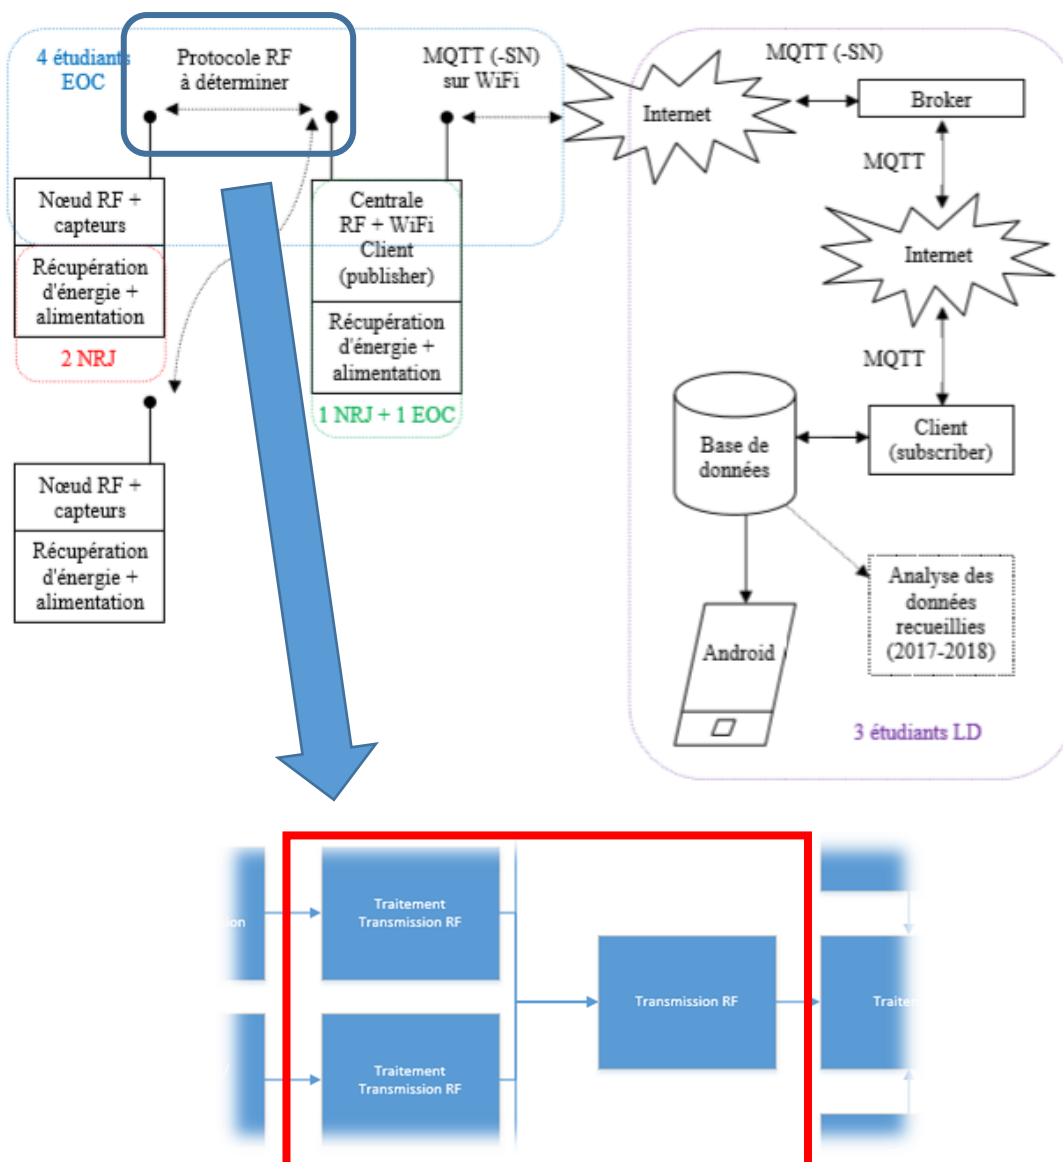 4 étudiants
EOC
Protocole RF
à déterminer
MQTT (-SN)
sur WiFi
MQTT (-SN)
Internet
Broker
MQTT
Nœud RF +
capteurs
Récupération
d'énergie +
alimentation
2 NRJ
Centrale
RF + WiFi
Client
(publisher)
Récupération
d'énergie +
alimentation
1 NRJ + 1 EOC
Internet
MQTT
Client
(subscriber)
Base de
données
Nœud RF +
capteurs
Récupération
d'énergie +
alimentation
Analyse des
données
recueillies
(2017-2018)
Android
3 étudiants LD
Traitement
Transmission RF
Transmission RF
Traitement
Transmission RF